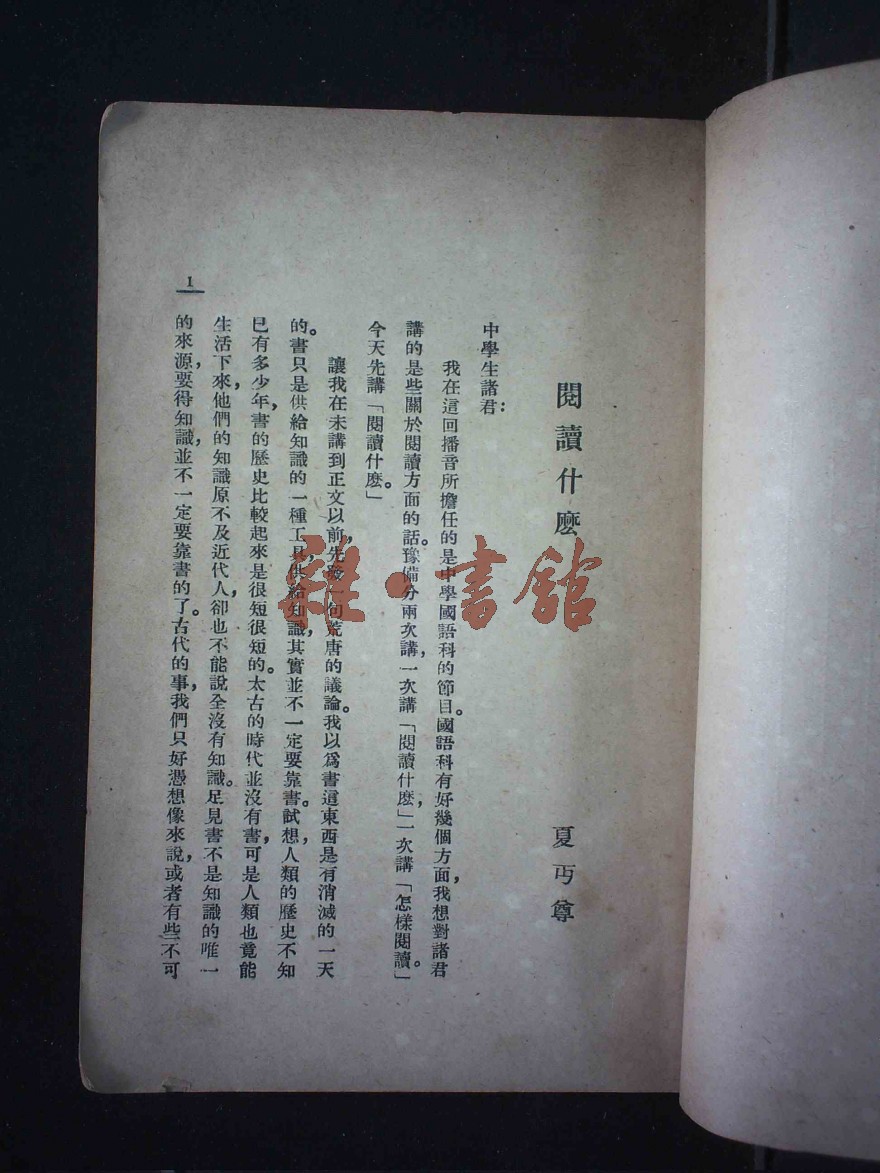 閱讀什麽
夏丏尊
中學生諸君：
我在這回播音所擔任的是中學國語科的節目。國語科有好幾個方面，我想對諸君
講的是些關於閱讀方面的話。豫備分兩次講，一次講「閱讀什麽，」一次講「怎樣閱讀。」
今天先講「閱讀什麽。」
讓我在未講到正文以前，先發一句荒唐的議論。我以爲書這東西是有消滅的一天
的。書只是供給知識的一種工具，供給知識，其實並不一定要靠書。試想，人類的歷史不知
已有多少年，書的歷史比較起來是很短很短的。太古的時代並沒有書，可是人類也竟能
生活下來，他們的知識原不及近代人，卻也不能說全沒有知識。足見書不是知識的唯一
的來源，要得知識，並不一定要靠書的了。古代的事，我們只好憑想像來說，或者有些不可
1
雜·書館